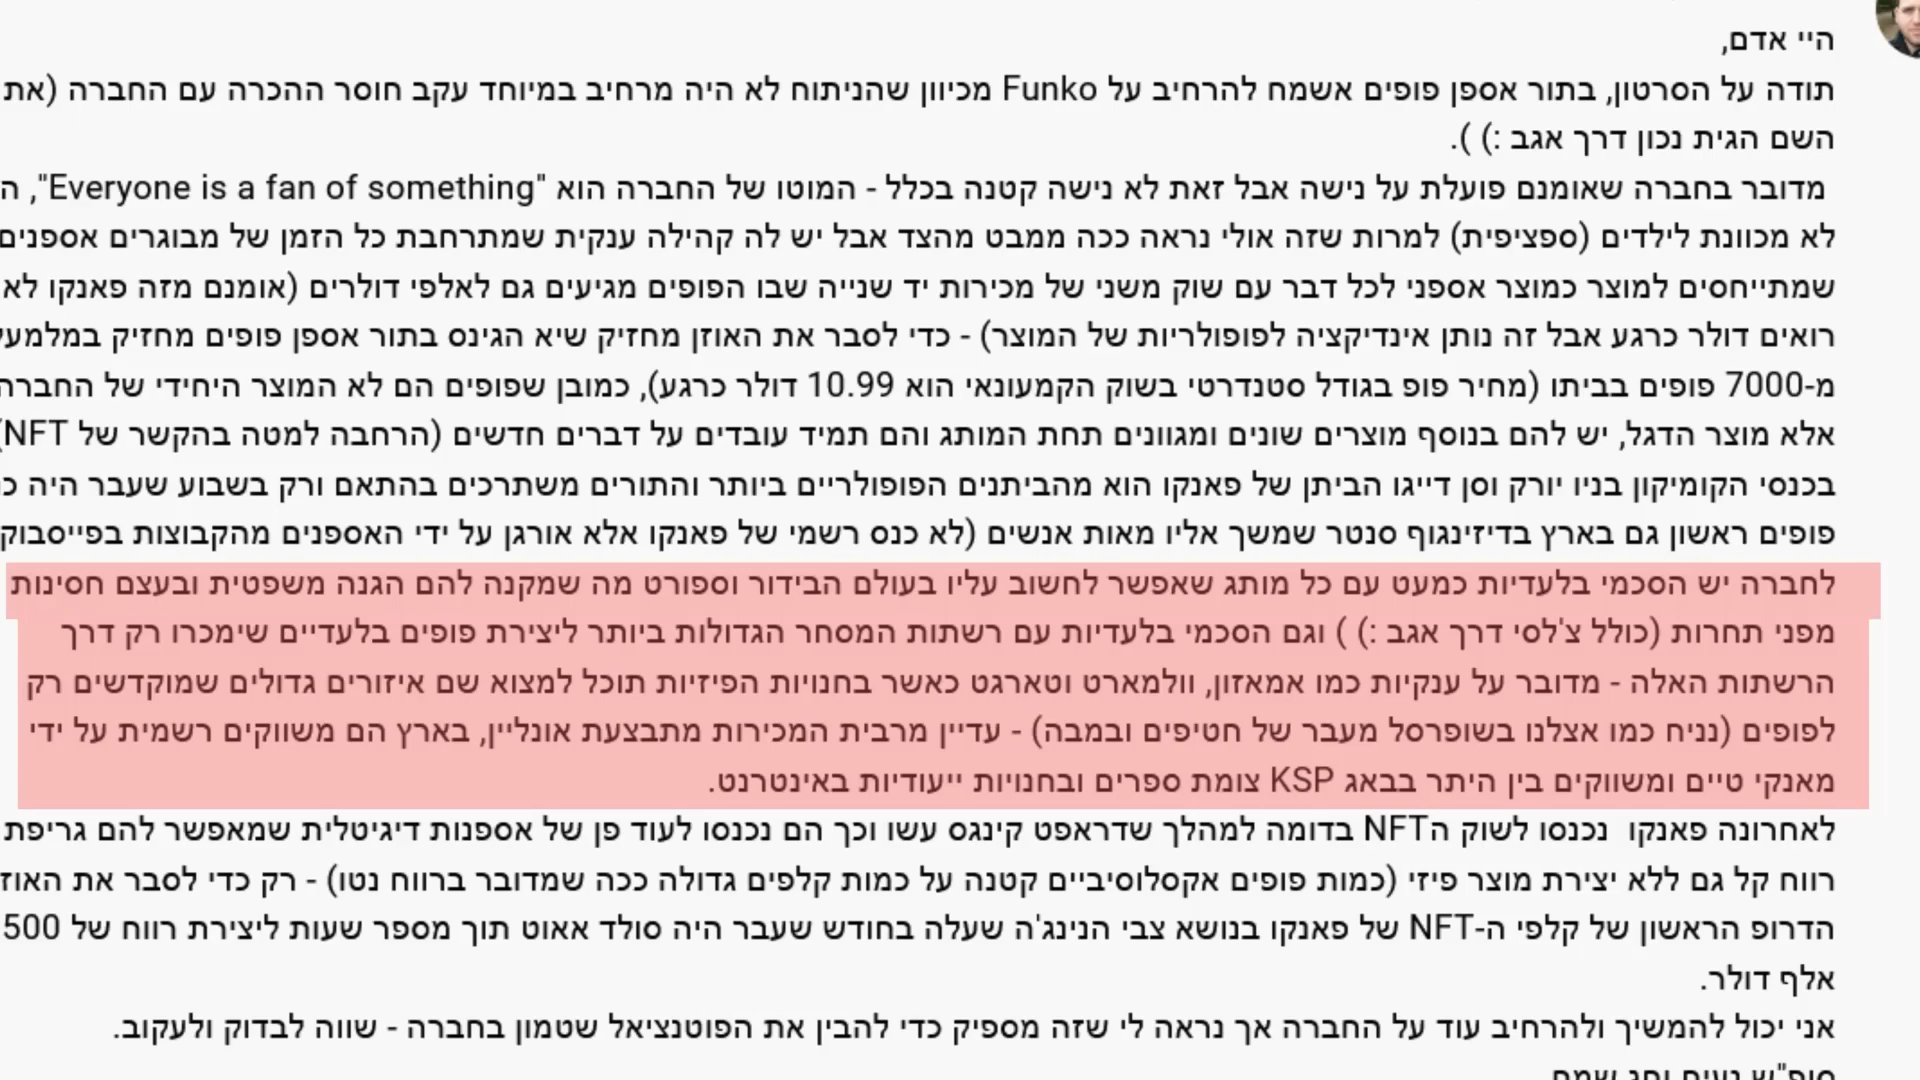 היי אדם,
תודה על הסרטון, בתור אספן פופים אשמח להרחיב על Funko מכיוון שהניתוח לא היה מרחיב במיוחד עקב חוסר ההכרה עם החברה (את
השם הגית נכון דרך אגב :) ).
מדובר בחברה שאומנם פועלת על נישה אבל זאת לא נישה קטנה בכלל - המוטו של החברה הוא "Everyone is a fan of something", ה
לא מכוונת לילדים (ספציפית) למרות שזה אולי נראה ככה ממבט מהצד אבל יש לה קהילה ענקית שמתרחבת כל הזמן של מבוגרים אספנים
שמתייחסים למוצר כמוצר אספני לכל דבר עם שוק משני של מכירות יד שנייה שבו הפופים מגיעים גם לאלפי דולרים (אומנם מזה פאנקו לא
רואים דולר כרגע אבל זה נותן אינדיקציה לפופולריות של המוצר) - כדי לסבר את האוזן מחזיק שיא הגינס בתור אספן פופים מחזיק
מ-7000 פופים בביתו (מחיר פופ בגודל סטנדרטי בשוק הקמעונאי הוא 10.99 דולר כרגע), כמובן שפופים הם לא המוצר היחידי של החברה
אלא מוצר הדגל, יש להם בנוסף מוצרים שונים ומגוונים תחת המותג והם תמיד עובדים על דברים חדשים (הרחבה למטה בהקשר של NFT)
בכנסי הקומיקון בניו יורק וסן דייגו הביתן של פאנקו הוא מהביתנים הפופולריים ביותר והתורים משתרכים בהתאם ורק בשבוע שעבר היה
פופים ראשון גם בארץ בדיזינגוף סנטר שמשך אליו מאות אנשים (לא כנס רשמי של פאנקו אלא אורגן על ידי האספנים מהקבוצות בפייסבוק
לחברה יש הסכמי בלעדיות כמעט עם כל מותג שאפשר לחשוב עליו בעולם הבידור וספורט מה שמקנה להם הגנה משפטית ובעצם חסינות
מפני תחרות (כולל צ'לסי דרך אגב :) ) וגם הסכמי בלעדיות עם רשתות המסחר הגדולות ביותר ליצירת פופים בלעדיים שימכרו רק דרך
הרשתות האלה - מדובר על ענקיות כמו אמאזון, וולמארט וטארגט כאשר בחנויות הפיזיות תוכל למצוא שם איזורים גדולים שמוקדשים רק
לפופים (נניח כמו אצלנו בשופרסל מעבר של חטיפים ובמבה) - עדיין מרבית המכירות מתבצעת אונליין, בארץ הם משווקים רשמית על ידי
מאנקי טיים ומשווקים בין היתר בבאג KSP צומת ספרים ובחנויות ייעודיות באינטרנט.
לאחרונה פאנקו  נכנסו לשוק הNFT בדומה למהלך שדראפט קינגס עשו וכך הם נכנסו לעוד פן של אספנות דיגיטלית שמאפשר להם גריפת
רווח קל גם ללא יצירת מוצר פיזי (כמות פופים אקסלוסיביים קטנה על כמות קלפים גדולה ככה שמדובר ברווח נטו) - רק כדי לסבר את
הדרופ הראשון של קלפי ה-NFT של פאנקו בנושא צבי הנינג'ה שעלה בחודש שעבר היה סולד אאוט תוך מספר שעות ליצירת רווח של 500
אלף דולר.
אני יכול להמשיך ולהרחיב עוד על החברה אך נראה לי שזה מספיק כדי להבין את הפוטנציאל שטמון בחברה - שווה לבדוק ולעקוב.